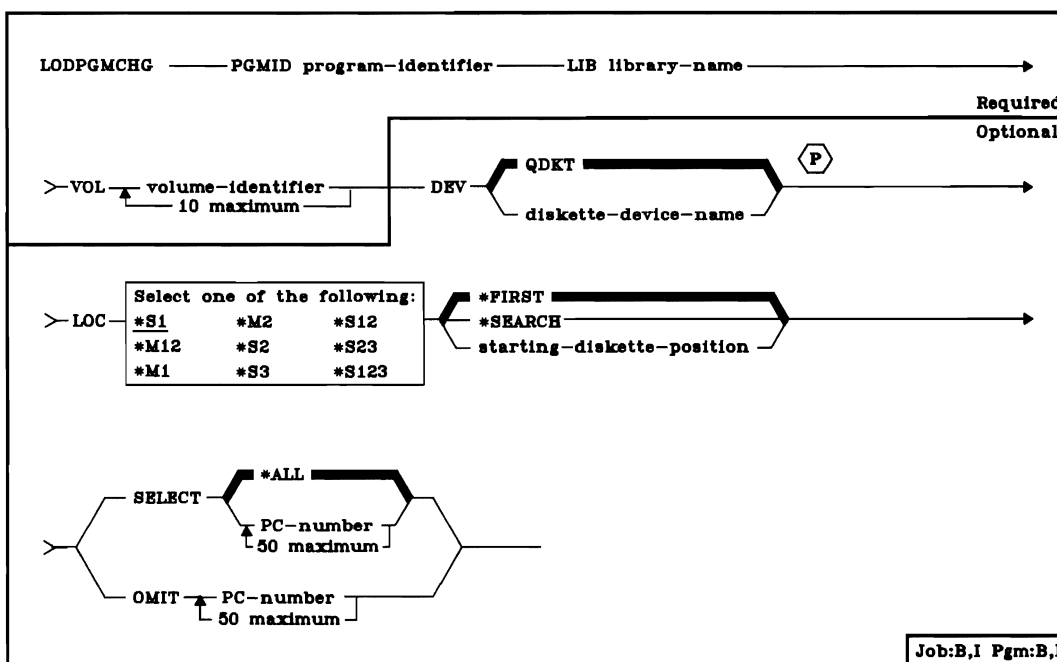 LODPGMCHG PGMID program-identifier LIB library-name
Required
Optional
P
QDKT
>VOL volume-identifier DEV
10 maximum
diskette-device-name
Select one of the following:
*FIRST
>LOC *S1 *M2 *S12 *SEARCH
*M12 *S2 *S23 starting-diskette-position
*M1 *S3 *S123
*ALL
SELECT
PC-number
50 maximum
>
OMIT PC-number
50 maximum
Job:B,I Pgm:B,